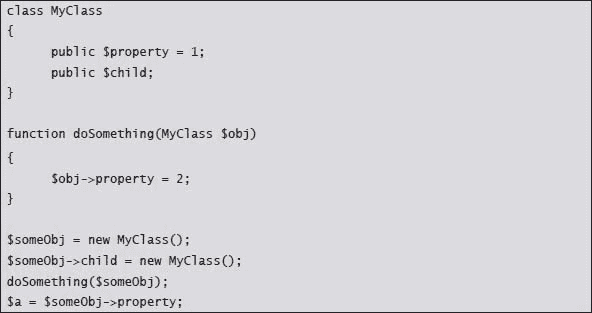 class MyClass
{
public $property = 1;
public $child;
}
function doSomething(MyClass $obj)
{
$obj->property = 2;
}
$someObj = new MyClass();
$someObj->child = new MyClass();
doSomething($someObj);
$a = $someObj->property;